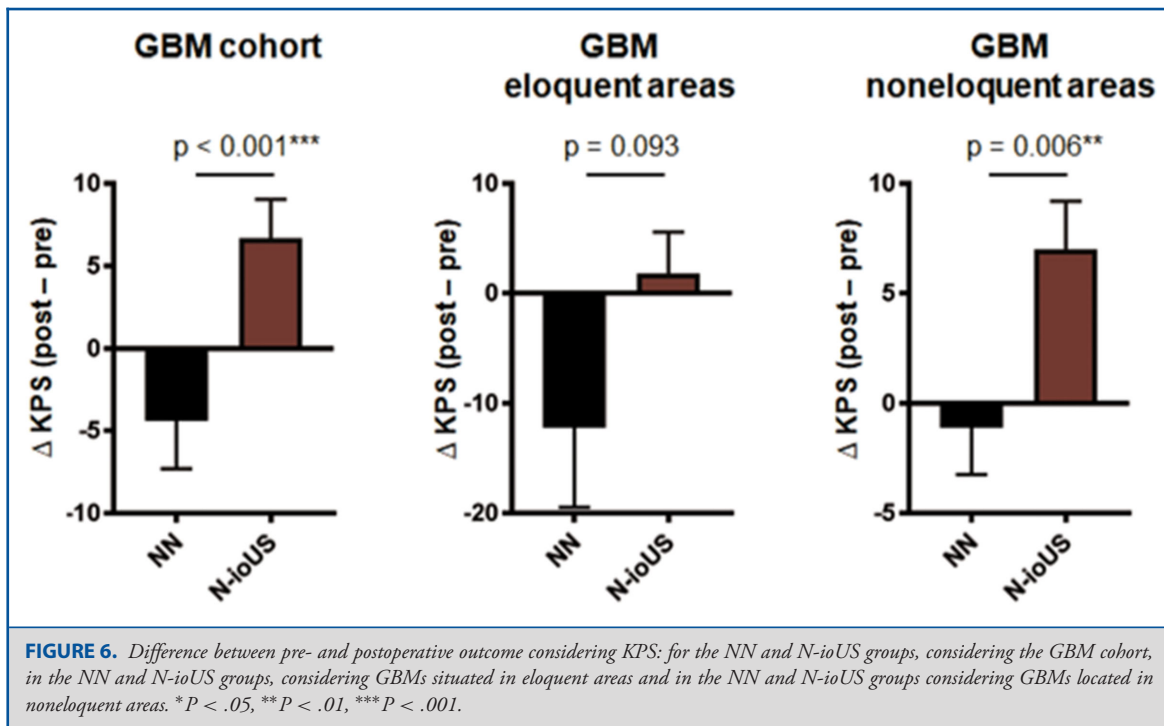 GBM cohort
p < 0.001***
Δ KPS (post – pre)
10
5
0
-5
-10
NN
N-ioUS
GBM
eloquent areas
p = 0.093
Δ KPS (post – pre)
10
0
-10
-20
NN
N-ioUS
GBM
noneloquent areas
p = 0.006**
Δ KPS (post – pre)
10
5
0
-5
NN
N-ioUS
FIGURE 6. Difference between pre- and postoperative outcome considering KPS: for the NN and N-ioUS groups, considering the GBM cohort,
in the NN and N-ioUS groups, considering GBMs situated in eloquent areas and in the NN and N-ioUS groups considering GBMs located in
noneloquent areas. *P < .05, **P < .01, ***P < .001.